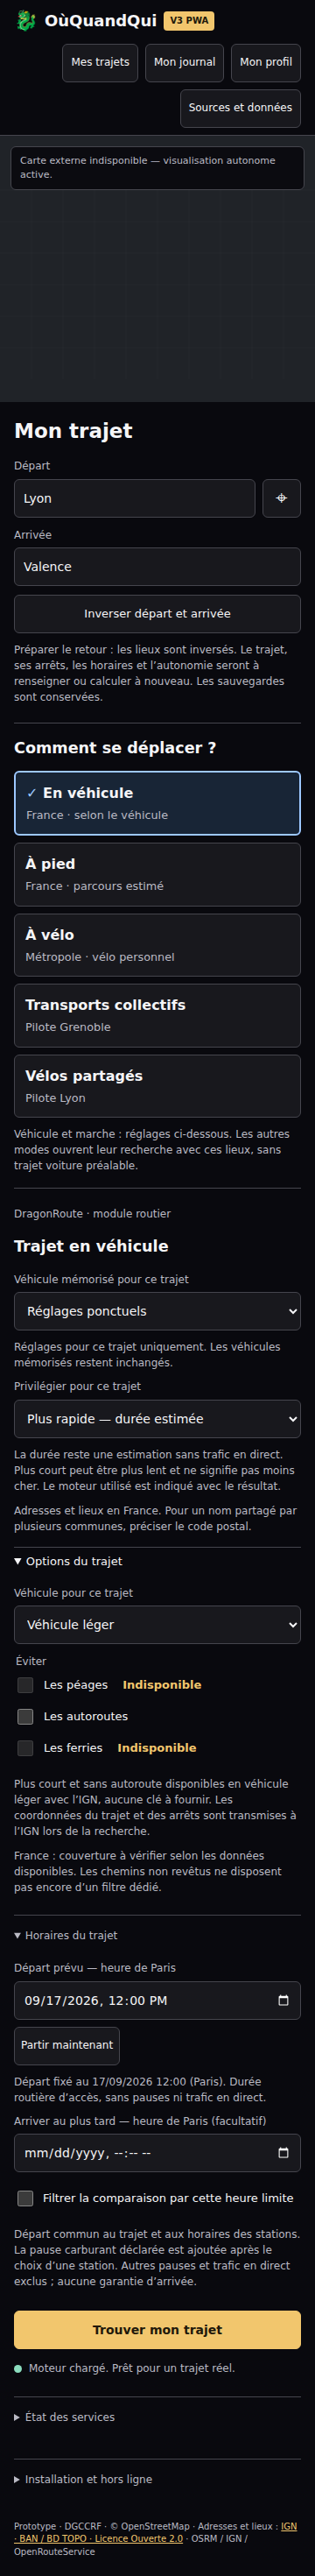 OùQuandQui V3 PWA
Mes trajets Mon journal Mon profil
Sources et données
Carte externe indisponible — visualisation autonome
active.
Mon trajet
Départ
Lyon
Arrivée
Valence
Inverser départ et arrivée
Préparer le retour : les lieux sont inversés. Le trajet,
ses arrêts, les horaires et l’autonomie seront à
renseigner ou calculer à nouveau. Les sauvegardes
sont conservées.
Comment se déplacer ?
✓ En véhicule
France · selon le véhicule
À pied
France · parcours estimé
À vélo
Métropole · vélo personnel
Transports collectifs
Pilote Grenoble
Vélos partagés
Pilote Lyon
Véhicule et marche : réglages ci-dessous. Les autres
modes ouvrent leur recherche avec ces lieux, sans
trajet voiture préalable.
DragonRoute · module routier
Trajet en véhicule
Véhicule mémorisé pour ce trajet
Réglages ponctuels
Réglages pour ce trajet uniquement. Les véhicules
mémorisés restent inchangés.
Privilégier pour ce trajet
Plus rapide — durée estimée
La durée reste une estimation sans trafic en direct.
Plus court peut être plus lent et ne signifie pas moins
cher. Le moteur utilisé est indiqué avec le résultat.
Adresses et lieux en France. Pour un nom partagé par
plusieurs communes, préciser le code postal.
Options du trajet
Véhicule pour ce trajet
Véhicule léger
Éviter
Les péages Indisponible
Les autoroutes
Les ferries Indisponible
Plus court et sans autoroute disponibles en véhicule
léger avec l’IGN, aucune clé à fournir. Les
coordonnées du trajet et des arrêts sont transmises à
l’IGN lors de la recherche.
France : couverture à vérifier selon les données
disponibles. Les chemins non revêtus ne disposent
pas encore d’un filtre dédié.
Horaires du trajet
Départ prévu — heure de Paris
09/17/2026, 12:00 PM
Partir maintenant
Départ fixé au 17/09/2026 12:00 (Paris). Durée
routière d’accès, sans pauses ni trafic en direct.
Arriver au plus tard — heure de Paris (facultatif)
mm/dd/yyyy, --:-- --
Filtrer la comparaison par cette heure limite
Départ commun au trajet et aux horaires des stations.
La pause carburant déclarée est ajoutée après le
choix d’une station. Autres pauses et trafic en direct
exclus ; aucune garantie d’arrivée.
Trouver mon trajet
Moteur chargé. Prêt pour un trajet réel.
État des services
Installation et hors ligne
Prototype · DGCCRF · © OpenStreetMap · Adresses et lieux : IGN
· BAN / BD TOPO · Licence Ouverte 2.0 · OSRM / IGN /
OpenRouteService